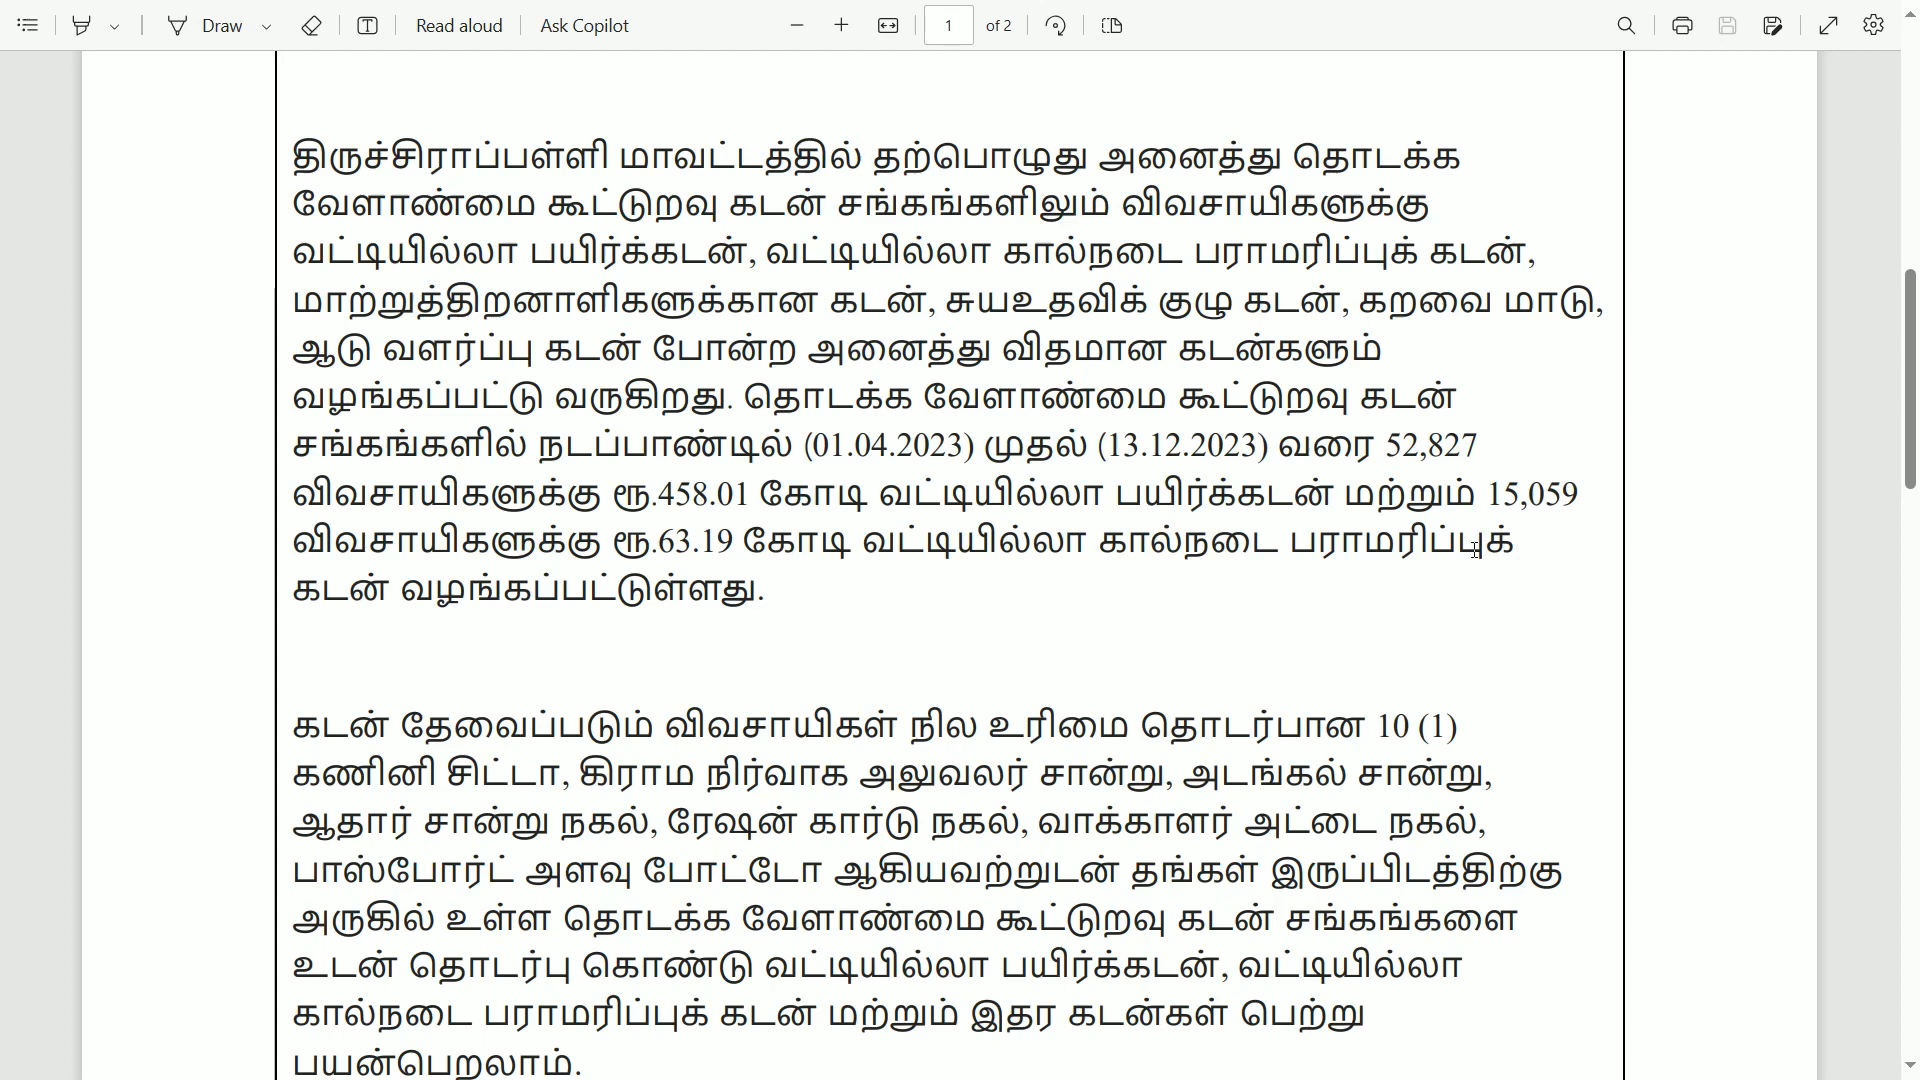 Draw
Read aloud
Ask Copilot
1
of 2
திருச்சிராப்பள்ளி மாவட்டத்தில் தற்பொழுது அனைத்து தொடக்க
வேளாண்மை கூட்டுறவு கடன் சங்கங்களிலும் விவசாயிகளுக்கு
வட்டியில்லா பயிர்க்கடன், வட்டியில்லா கால்நடை பராமரிப்புக் கடன்,
மாற்றுத்திறனாளிகளுக்கான கடன், சுயஉதவிக் குழு கடன், கறவை மாடு,
ஆடு வளர்ப்பு கடன் போன்ற அனைத்து விதமான கடன்களும்
வழங்கப்பட்டு வருகிறது. தொடக்க வேளாண்மை கூட்டுறவு கடன்
சங்கங்களில் நடப்பாண்டில் (01.04.2023) முதல் (13.12.2023) வரை 52,827
விவசாயிகளுக்கு ரூ.458.01 கோடி வட்டியில்லா பயிர்க்கடன் மற்றும் 15,059
விவசாயிகளுக்கு ரூ.63.19 கோடி வட்டியில்லா கால்நடை பராமரிப்புக்
கடன் வழங்கப்பட்டுள்ளது.
கடன் தேவைப்படும் விவசாயிகள் நில உரிமை தொடர்பான 10 (1)
கணினி சிட்டா, கிராம நிர்வாக அலுவலர் சான்று, அடங்கல் சான்று,
ஆதார் சான்று நகல், ரேஷன் கார்டு நகல், வாக்காளர் அட்டை நகல்,
பாஸ்போர்ட் அளவு போட்டோ ஆகியவற்றுடன் தங்கள் இருப்பிடத்திற்கு
அருகில் உள்ள தொடக்க வேளாண்மை கூட்டுறவு கடன் சங்கங்களை
உடன் தொடர்பு கொண்டு வட்டியில்லா பயிர்க்கடன், வட்டியில்லா
கால்நடை பராமரிப்புக் கடன் மற்றும் இதர கடன்கள் பெற்று
பயன்பெறலாம்.